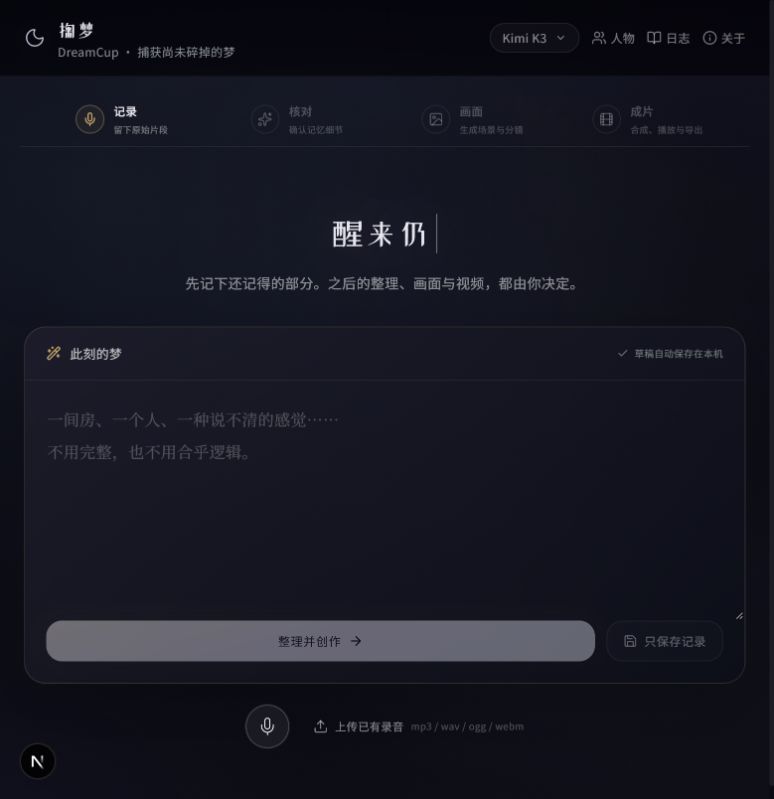 掬梦
DreamCup · 捕获尚未碎掉的梦
Kimi K3
人物
日志
关于
记录
留下原始片段
核对
确认记忆细节
画面
生成场景与分镜
成片
合成、播放与导出
醒来仍
先记下还记得的部分。之后的整理、画面与视频，都由你决定。
此刻的梦
草稿自动保存在本机
一间房、一个人、一种说不清的感觉……
不用完整，也不用合乎逻辑。
整理并创作 →
只保存记录
上传已有录音 mp3 / wav / ogg / webm
N